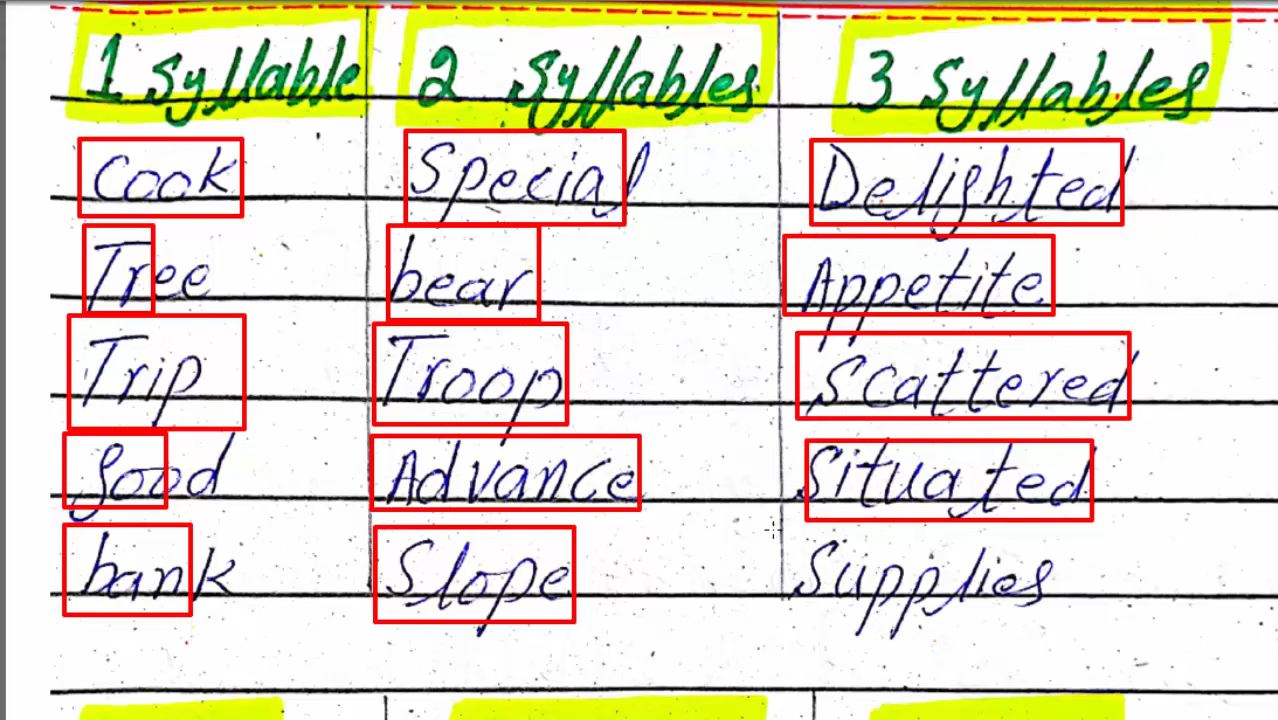 1 Syllable 2 Syllables 3 Syllables
Cook Special Delighted
Tree bear Appetite
Trip Troop Scattered
good Advance Situated
bank Slope Supplies